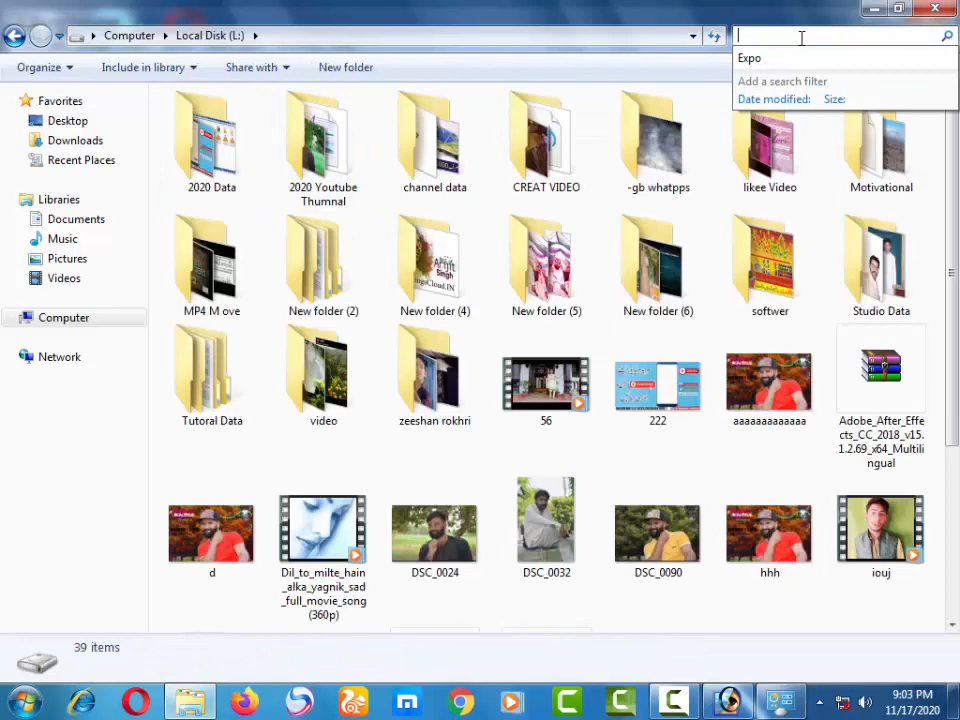 Computer
Local Disk (L:)
Expo
Add a search filter
Date modified:
Size:
Organize
Include in library
Share with
New folder
Favorites
Desktop
Downloads
Recent Places
Libraries
Documents
Music
Pictures
Videos
Computer
Network
2020 Data
2020 Youtube
Thumnal
channel data
CREAT VIDEO
-gb whatpps
likee Video
Motivational
MP4 M ove
New folder (2)
New folder (4)
New folder (5)
New folder (6)
softwer
Studio Data
Tutoral Data
video
zeeshan rokhri
56
222
aaaaaaaaaaaaa
Adobe_After_Effe
cts_CC_2018_v15.
1.2.69_x64_Multil
ingual
d
Dil_to_milte_hain
_alka_yagnik_sad
_full_movie_song
(360p)
DSC_0024
DSC_0032
DSC_0090
hhh
iouj
39 items
9:03 PM
11/17/2020